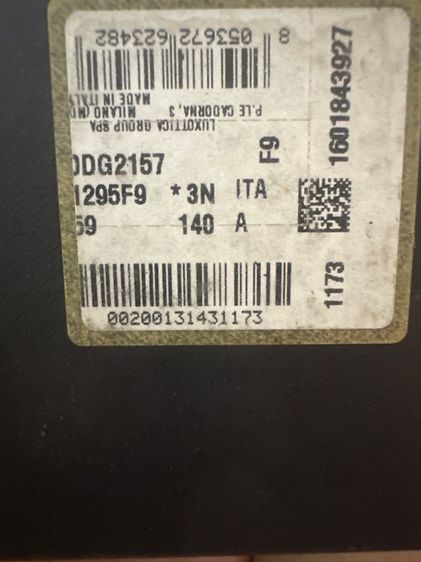 8 053672 623482
LUXOTTICA GROUP SPA
P.LE CADORNA, 3 MILANO (MI)
MADE IN ITALY
0DG2157
1295F9 *3N ITA
59 140 A
F9
1601843927
1173
00200131431173